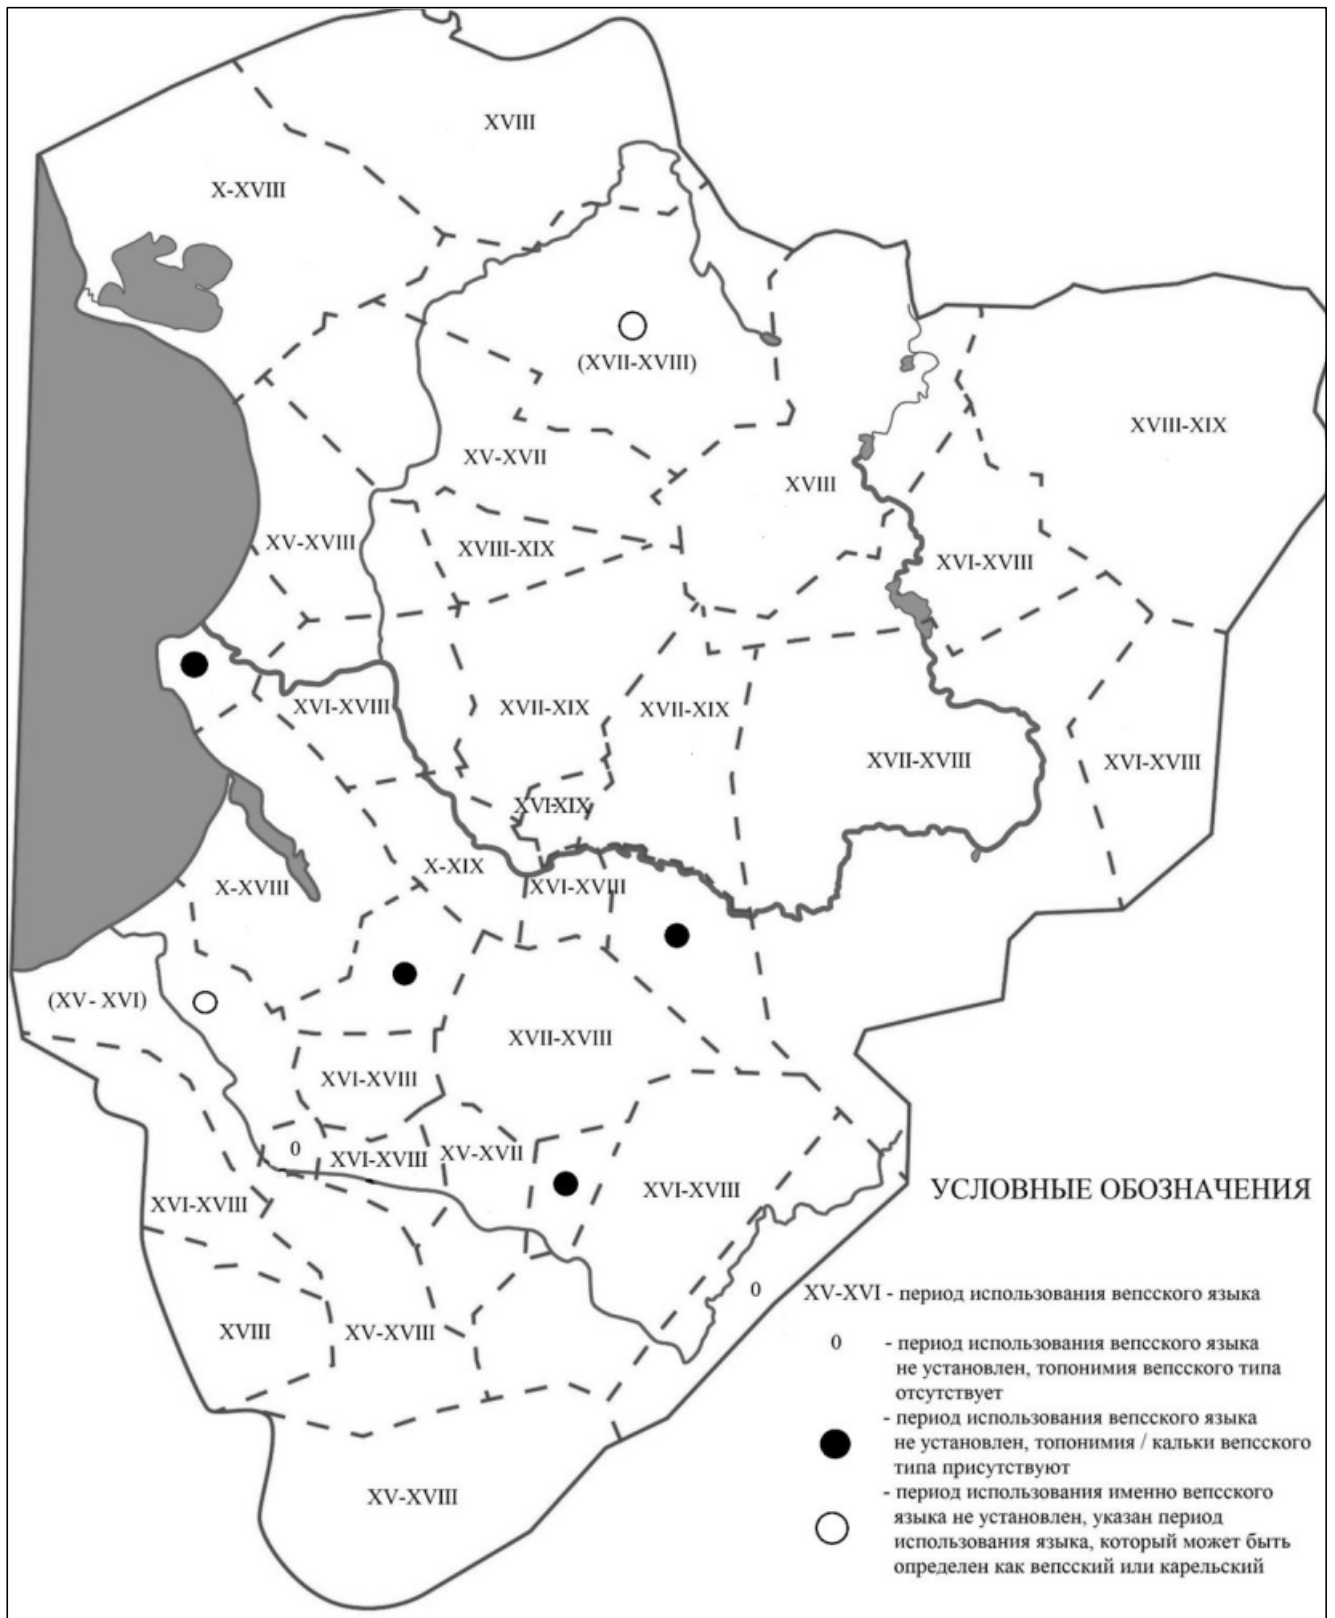 XVIII
X-XVIII
(XVII-XVIII)
XVIII-XIX
XV-XVII
XVIII
XV-XVIII
XVIII-XIX
XVI-XVIII
XVI-XVIII
XVII-XIX
XVII-XIX
XVII-XVIII
XVI-XVIII
XVI-XIX
X-XIX
X-XVIII
XVI-XVIII
(XV- XVI)
XVII-XVIII
XVI-XVIII
0
XVI-XVIII
XV-XVII
XVI-XVIII
XVI-XVIII
0
XVIII
XV-XVIII
XV-XVIII
УСЛОВНЫЕ ОБОЗНАЧЕНИЯ
XV-XVI - период использования вепсского языка
0 - период использования вепсского языка
не установлен, топонимия вепсского типа
отсутствует
- период использования вепсского языка
не установлен, топонимия / кальки вепсского
типа присутствуют
- период использования именно вепсского
языка не установлен, указан период
использования языка, который может быть
определен как вепсский или карельский